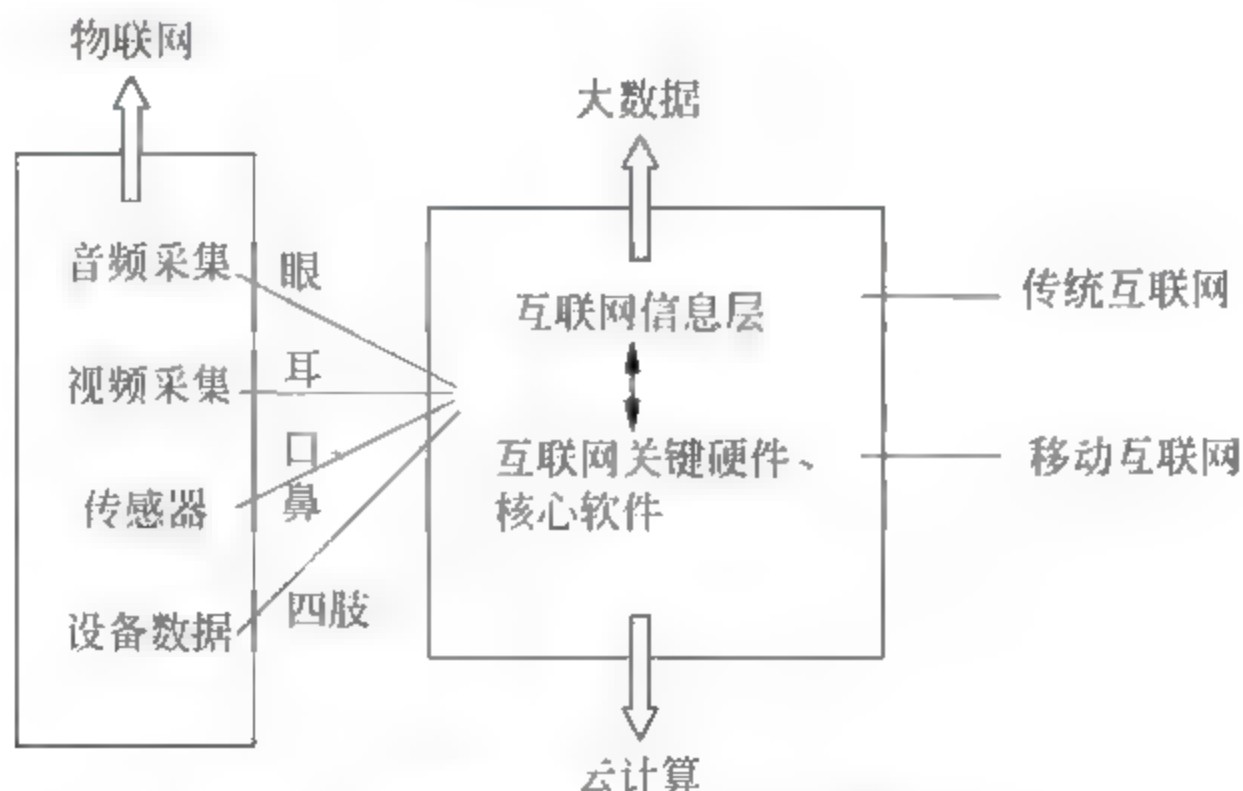 物联网
大数据
音频采集
眼
视频采集
耳
传感器
口、
鼻
设备数据
四肢
互联网信息层
互联网关键硬件、
核心软件
传统互联网
移动互联网
云计算